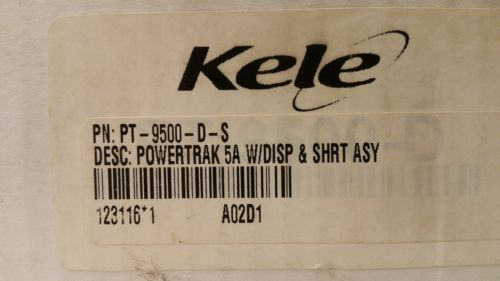 Kele
PN: PT-9500-D-S
DESC: POWERTRAK 5A W/DISP & SHRT ASY
123116*1 A02D1